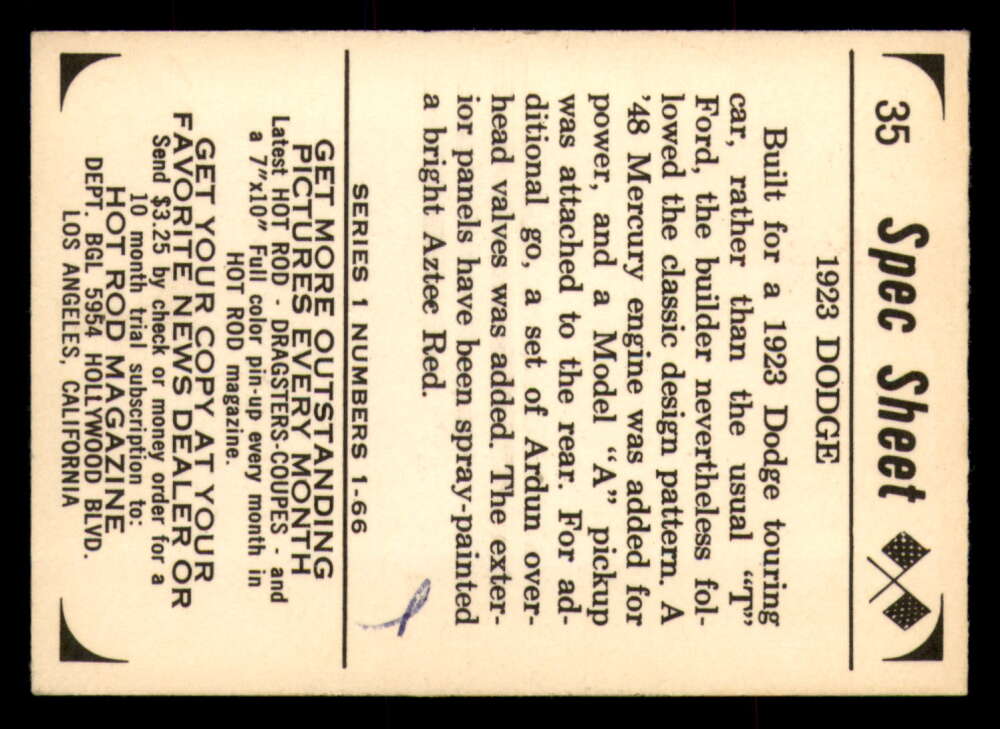 35 Spec Sheet
1923 DODGE
Built for a 1923 Dodge touring
car, rather than the usual “T”
Ford, the builder nevertheless fol-
lowed the classic design pattern. A
’48 Mercury engine was added for
power, and a Model “A” pickup
was attached to the rear. For ad-
ditional go, a set of Ardun over-
head valves was added. The exter-
ior panels have been spray-painted
a bright Aztec Red.
SERIES 1 NUMBERS 1-66
GET MORE OUTSTANDING
PICTURES EVERY MONTH
Latest HOT ROD - DRAGSTERS-COUPES - and
a 7”x10” Full color pin-up every month in
HOT ROD magazine.
GET YOUR COPY AT YOUR
FAVORITE NEWS DEALER OR
Send $3.25 by check or money order for a
10 month trial subscription to:
HOT ROD MAGAZINE
DEPT. BGL 5954 HOLLYWOOD BLVD.
LOS ANGELES, CALIFORNIA